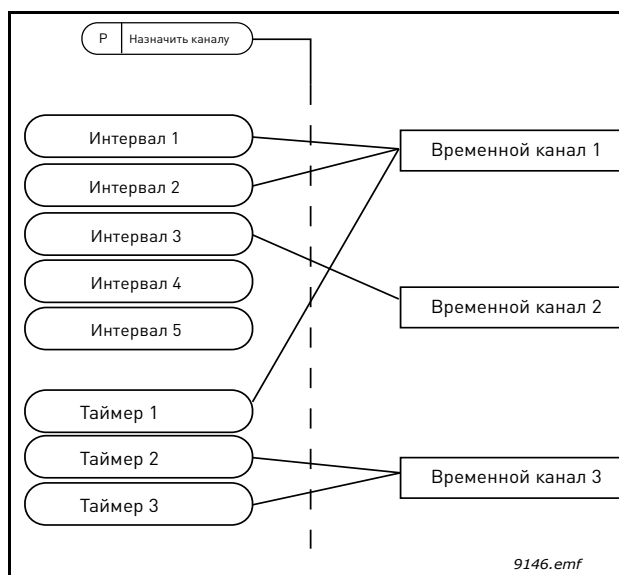 P Назначить каналу
Интервал 1
Интервал 2
Интервал 3
Интервал 4
Интервал 5
Таймер 1
Таймер 2
Таймер 3
Временной канал 1
Временной канал 2
Временной канал 3
9146.emf